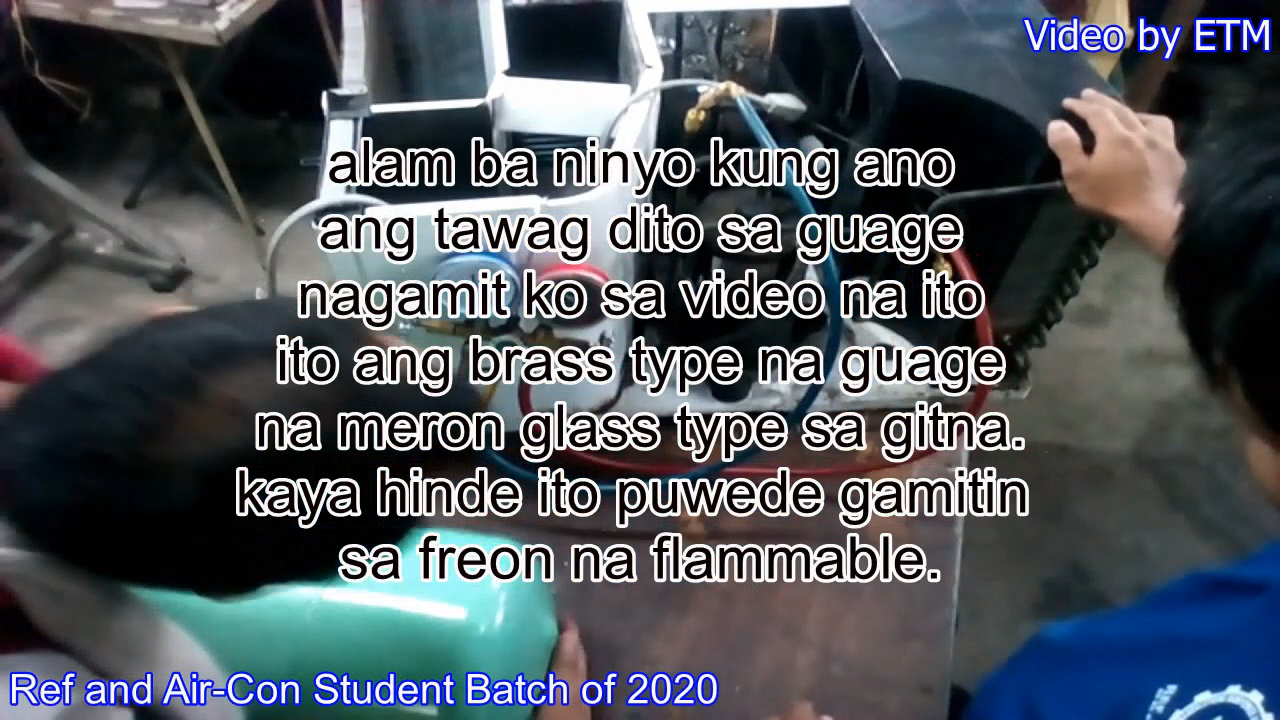 Video by ETM
alam ba ninyo kung ano
ang tawag dito sa guage
nagamit ko sa video na ito
ito ang brass type na guage
na meron glass type sa gitna.
kaya hinde ito puwede gamitin
sa freon na flammable.
Ref and Air-Con Student Batch of 2020